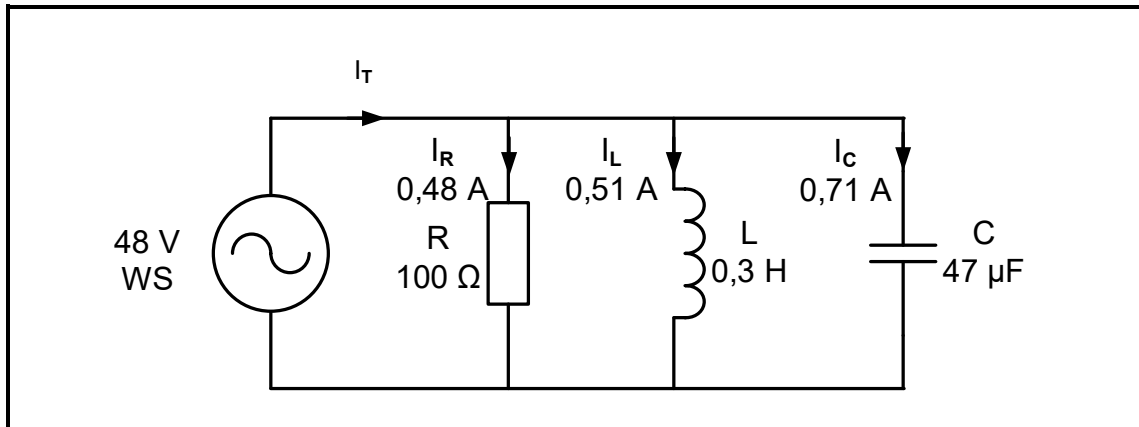 I_T
I_R
0,48 A
I_L
0,51 A
I_C
0,71 A
48 V
WS
R
100 Ω
L
0,3 H
C
47 µF